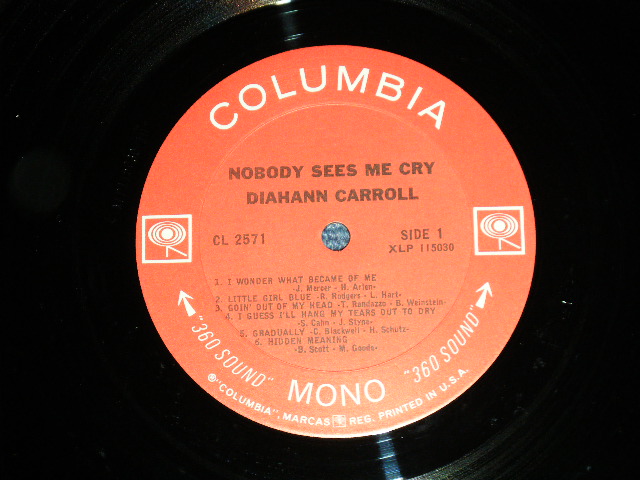 COLUMBIA
NOBODY SEES ME CRY
DIAHANN CARROLL
CL 2571
SIDE 1
XLP 115030
1. I WONDER WHAT BECAME OF ME
-J. Mercer - H. Arlen-
2. LITTLE GIRL BLUE -R. Rodgers - L. Hart-
3. GOIN' OUT OF MY HEAD -T. Randazzo - B. Weinstein-
4. I GUESS I'LL HANG MY TEARS OUT TO DRY
-S. Cahn - J. Styne-
5. GRADUALLY -C. Blackwell - H. Schutz-
6. HIDDEN MEANING
-B. Scott - M. Goode-
"360 SOUND"
MONO
"360 SOUND"
®"COLUMBIA", MARCAS REG. PRINTED IN U.S.A.